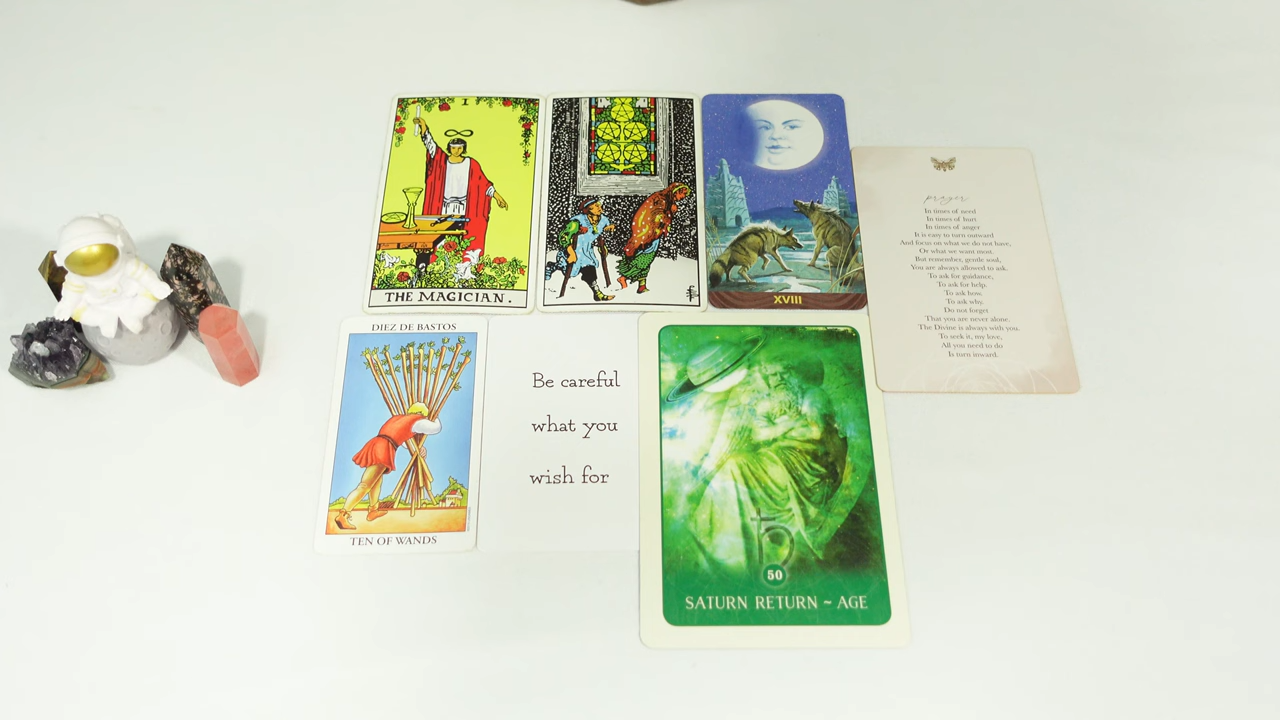 I
THE MAGICIAN.
XVIII
prayer
In times of need
In times of hurt
In times of anger
It is easy to turn outward
And focus on what we do not have,
Or what we want most.
But remember, gentle soul,
You are always allowed to ask.
To ask for guidance,
To ask for help.
To ask how.
To ask why.
Do not forget
That you are never alone.
The Divine is always with you.
To seek it, my love,
All you need to do
Is turn inward.
DIEZ DE BASTOS
TEN OF WANDS
Be careful
what you
wish for
50
SATURN RETURN ~ AGE